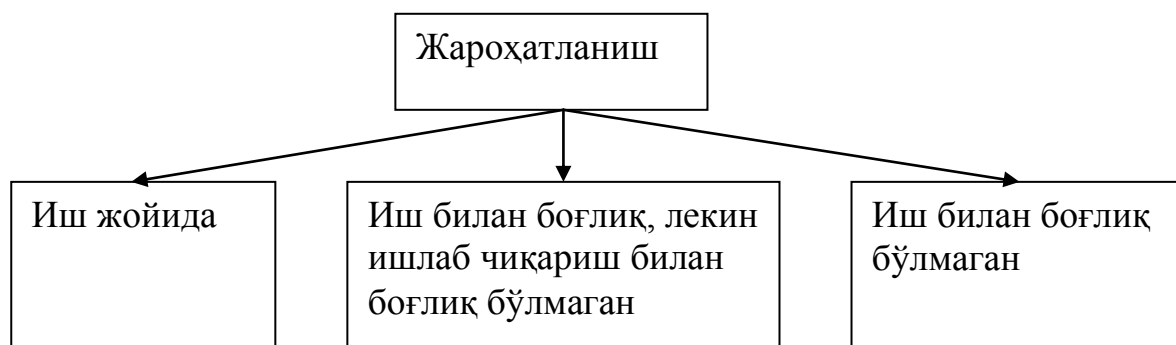 Жароҳатланиш
Иш жойида
Иш билан боғлиқ, лекин
ишлаб чиқариш билан
боғлиқ бўлмаган
Иш билан боғлиқ
бўлмаган